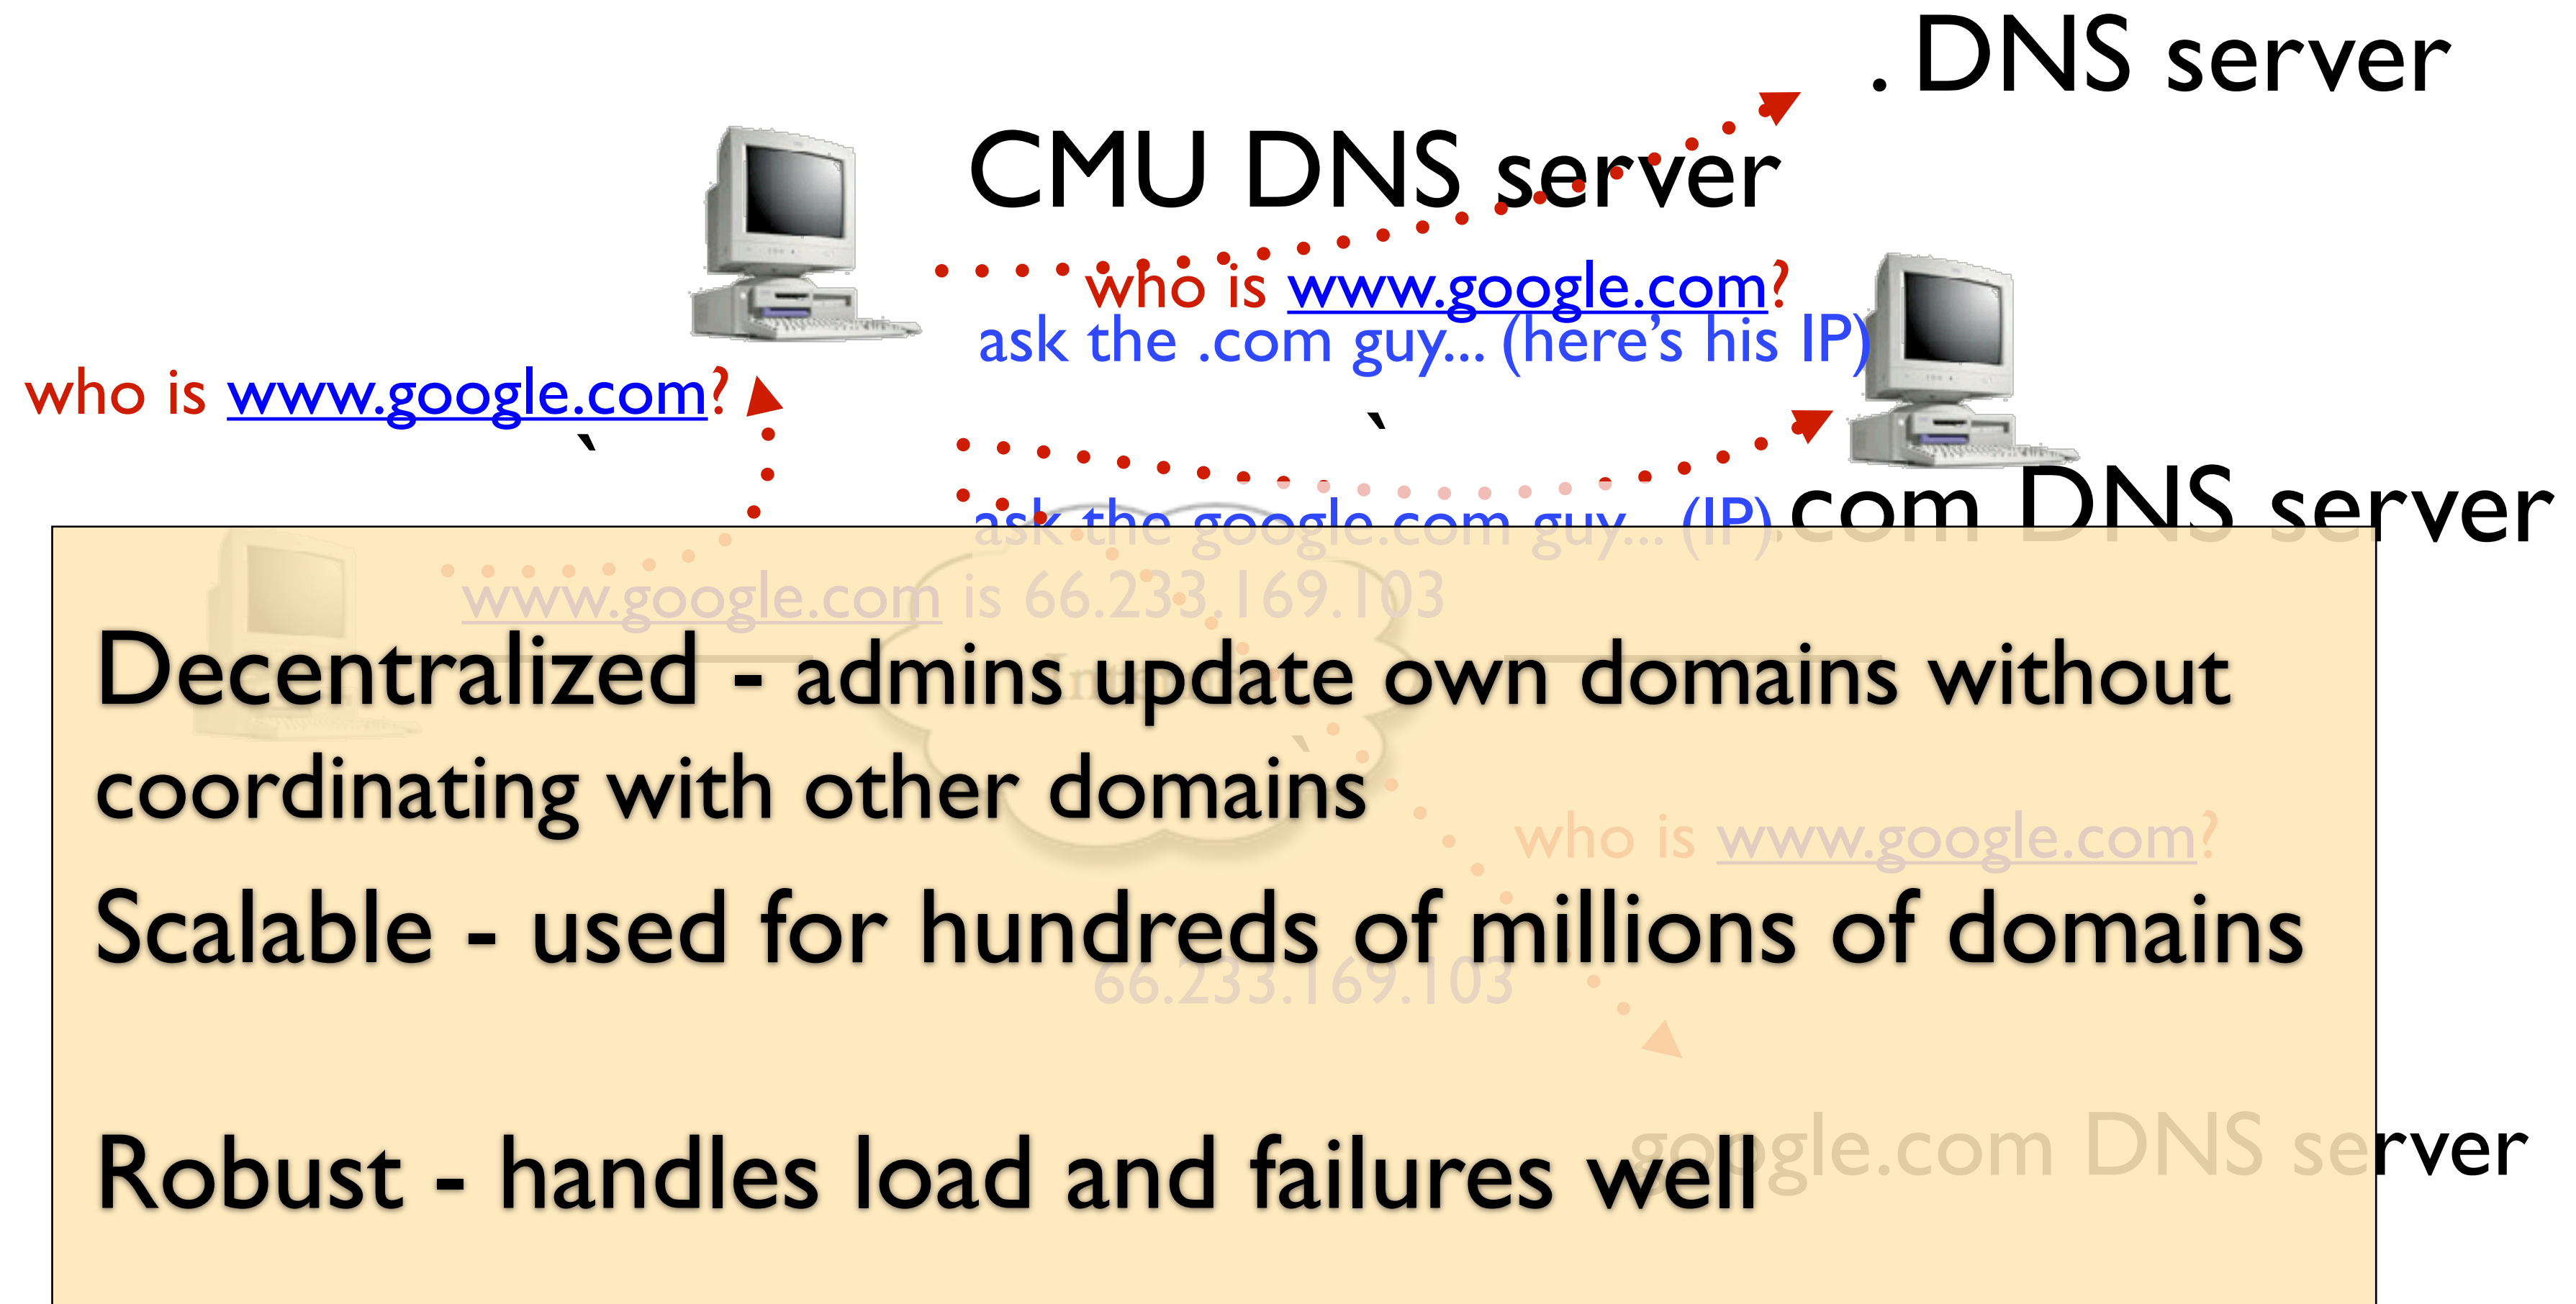 . DNS server
CMU DNS server
who is www.google.com?
ask the .com guy... (here's his IP)
who is www.google.com?
`
`
ask the google.com guy... (IP)
.com DNS server
www.google.com is 66.233.169.103
Decentralized - admins update own domains without
coordinating with other domains
`
who is www.google.com?
Scalable - used for hundreds of millions of domains
66.233.169.103
google.com DNS server
Robust - handles load and failures well